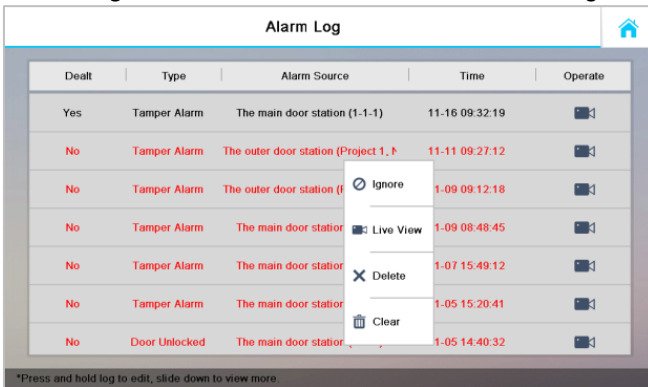 Alarm Log
Dealt Type Alarm Source Time Operate
Yes Tamper Alarm The main door station (1-1-1) 11-16 09:32:19
No Tamper Alarm The outer door station (Project 1, 11-11 09:27:12
No Tamper Alarm The outer door station 1-09 09:12:18
Ignore
No Tamper Alarm The main door 1-09 08:48:45
Live View
No Tamper Alarm The main door 1-07 15:49:12
Delete
No Tamper Alarm The main door 1-05 15:20:41
Clear
No Door Unlocked The main door 1-05 14:40:32
*Press and hold log to edit, slide down to view more.